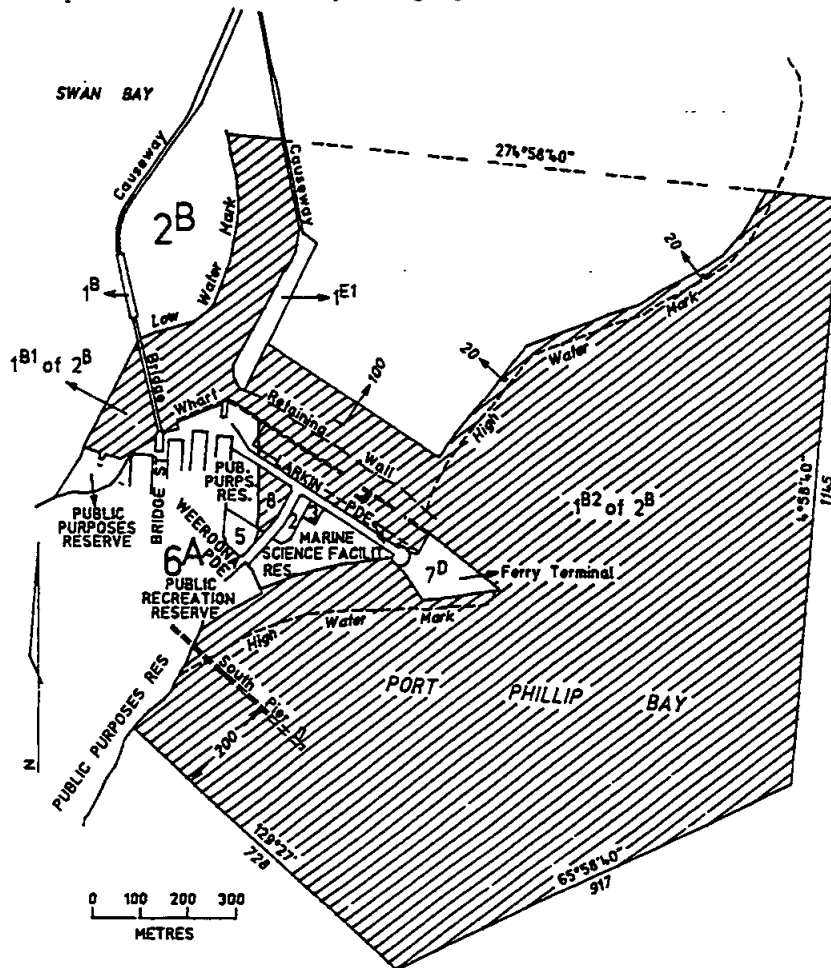 SWAN BAY
Causeway
Causeway
274°58'40"
2B
Water Mark
Low
20
1B
1E1
1B1 of 2B
Bridge
Wharf
100
20
High Water Mark
Retaining Wall
4°58'40"
1145
1B2 of 2B
PUB.
PURPS.
RES.
LARKIN PDE
8
2
3
5
BRIDGE S
PUBLIC
PURPOSES
RESERVE
WEEROONA
PDE
MARINE
SCIENCE FACILIT.
RES.
6A
PUBLIC
RECREATION
RESERVE
7D
Ferry Terminal
High Water Mark
South Pier
PORT PHILLIP BAY
PUBLIC PURPOSES RES
200
N
129°27'
728
65°58'40"
917
0 100 200 300
METRES